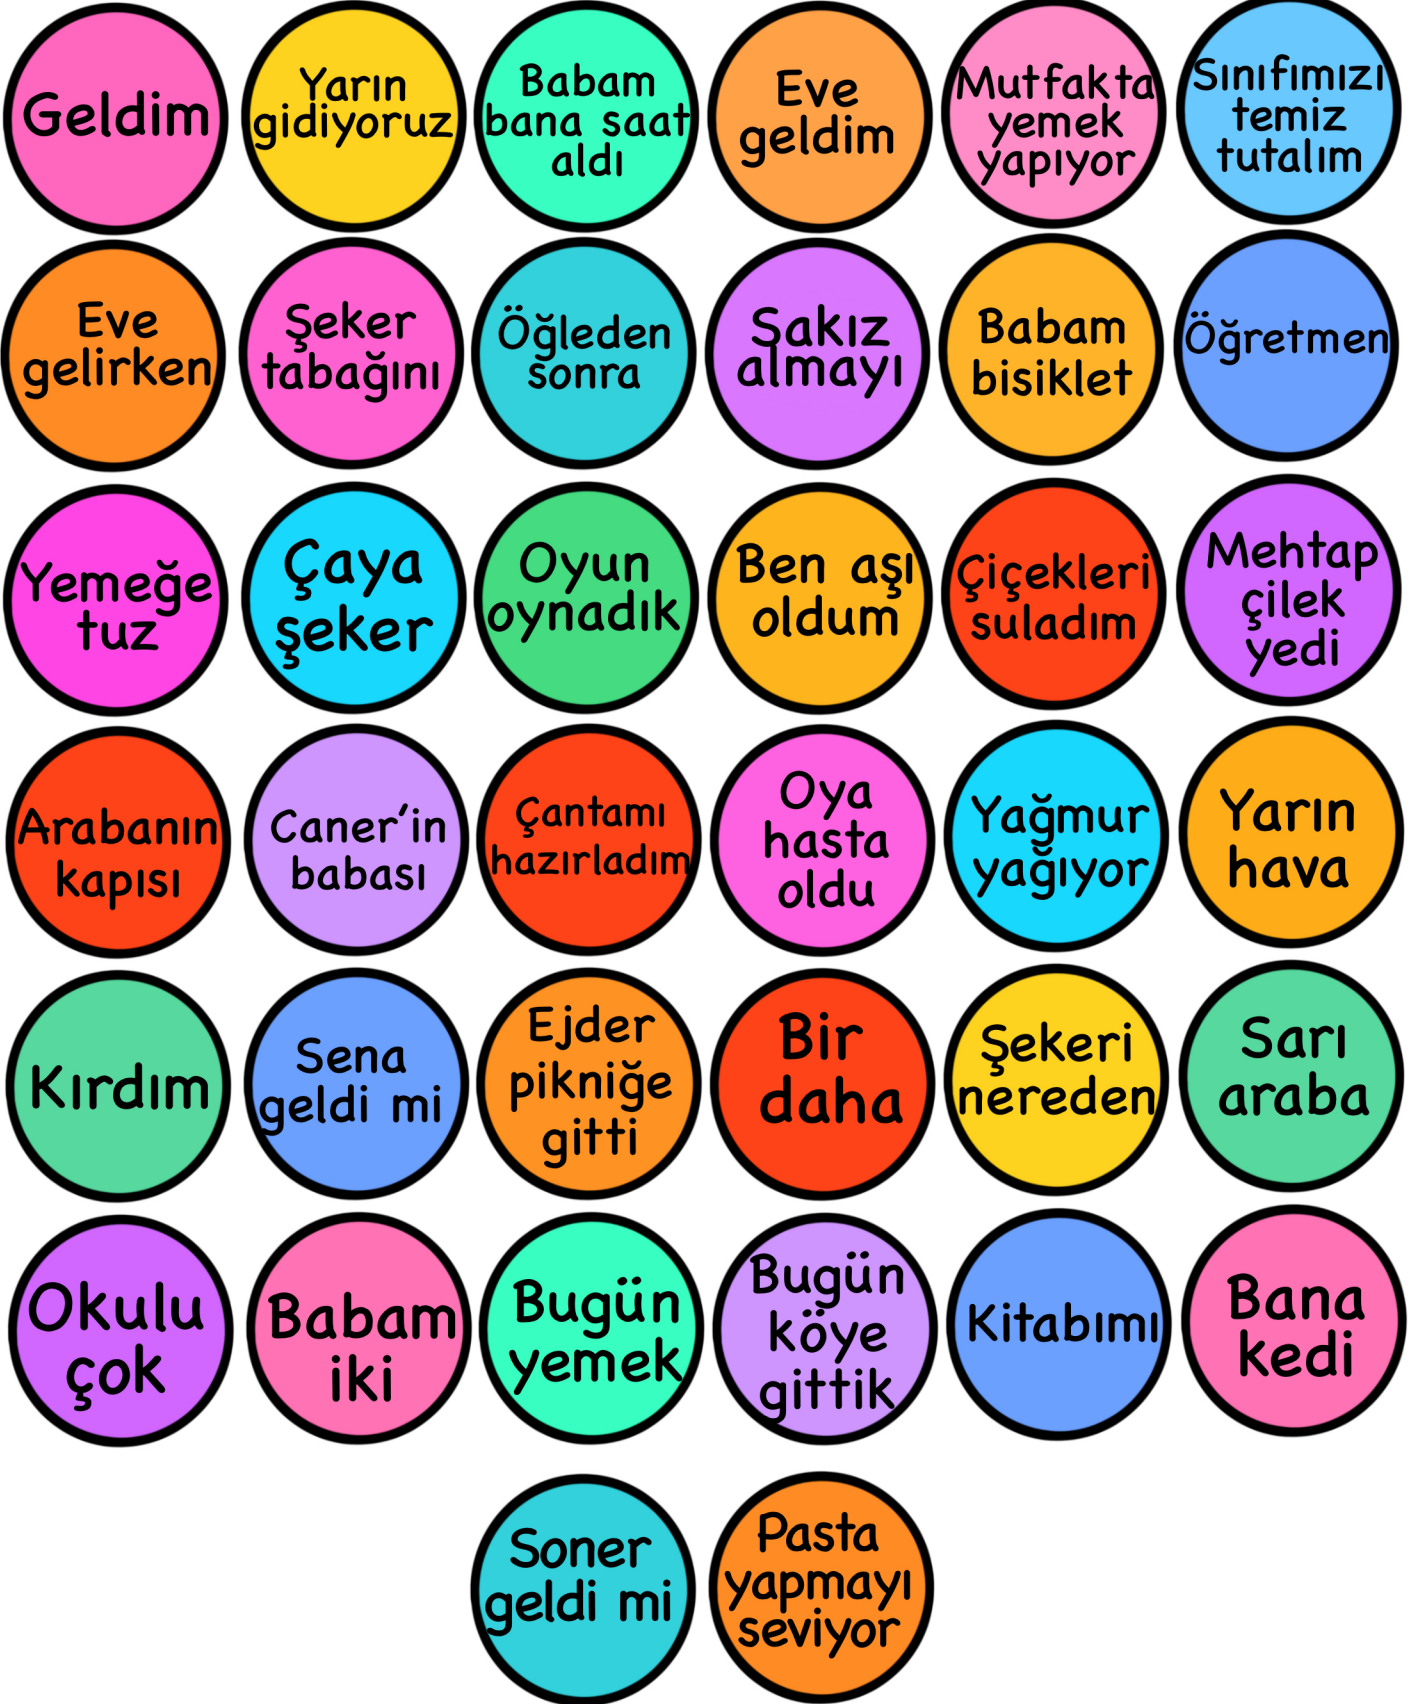 Geldim
Yarın
gidiyoruz
Babam
bana saat
aldı
Eve
geldim
Mutfakta
yemek
yapıyor
Sınıfımızı
temiz
tutalım
Eve
gelirken
Şeker
tabağını
Öğleden
sonra
Sakız
almayı
Babam
bisiklet
Öğretmen
Yemeğe
tuz
Çaya
şeker
Oyun
oynadık
Ben aşı
oldum
Çiçekleri
suladım
Mehtap
çilek
yedi
Arabanın
kapısı
Caner'in
babası
Çantamı
hazırladım
Oya
hasta
oldu
Yağmur
yağıyor
Yarın
hava
Kırdım
Sena
geldi mi
Ejder
pikniğe
gitti
Bir
daha
Şekeri
nereden
Sarı
araba
Okulu
çok
Babam
iki
Bugün
yemek
Bugün
köye
gittik
Kitabımı
Bana
kedi
Soner
geldi mi
Pasta
yapmayı
seviyor